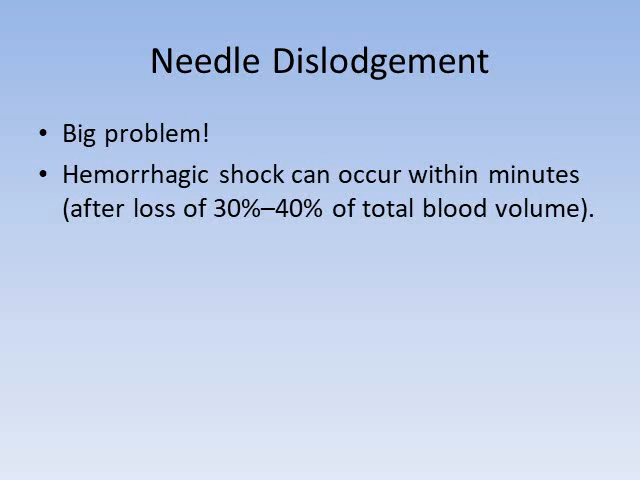 Needle Dislodgement
• Big problem!
• Hemorrhagic shock can occur within minutes
(after loss of 30%–40% of total blood volume).